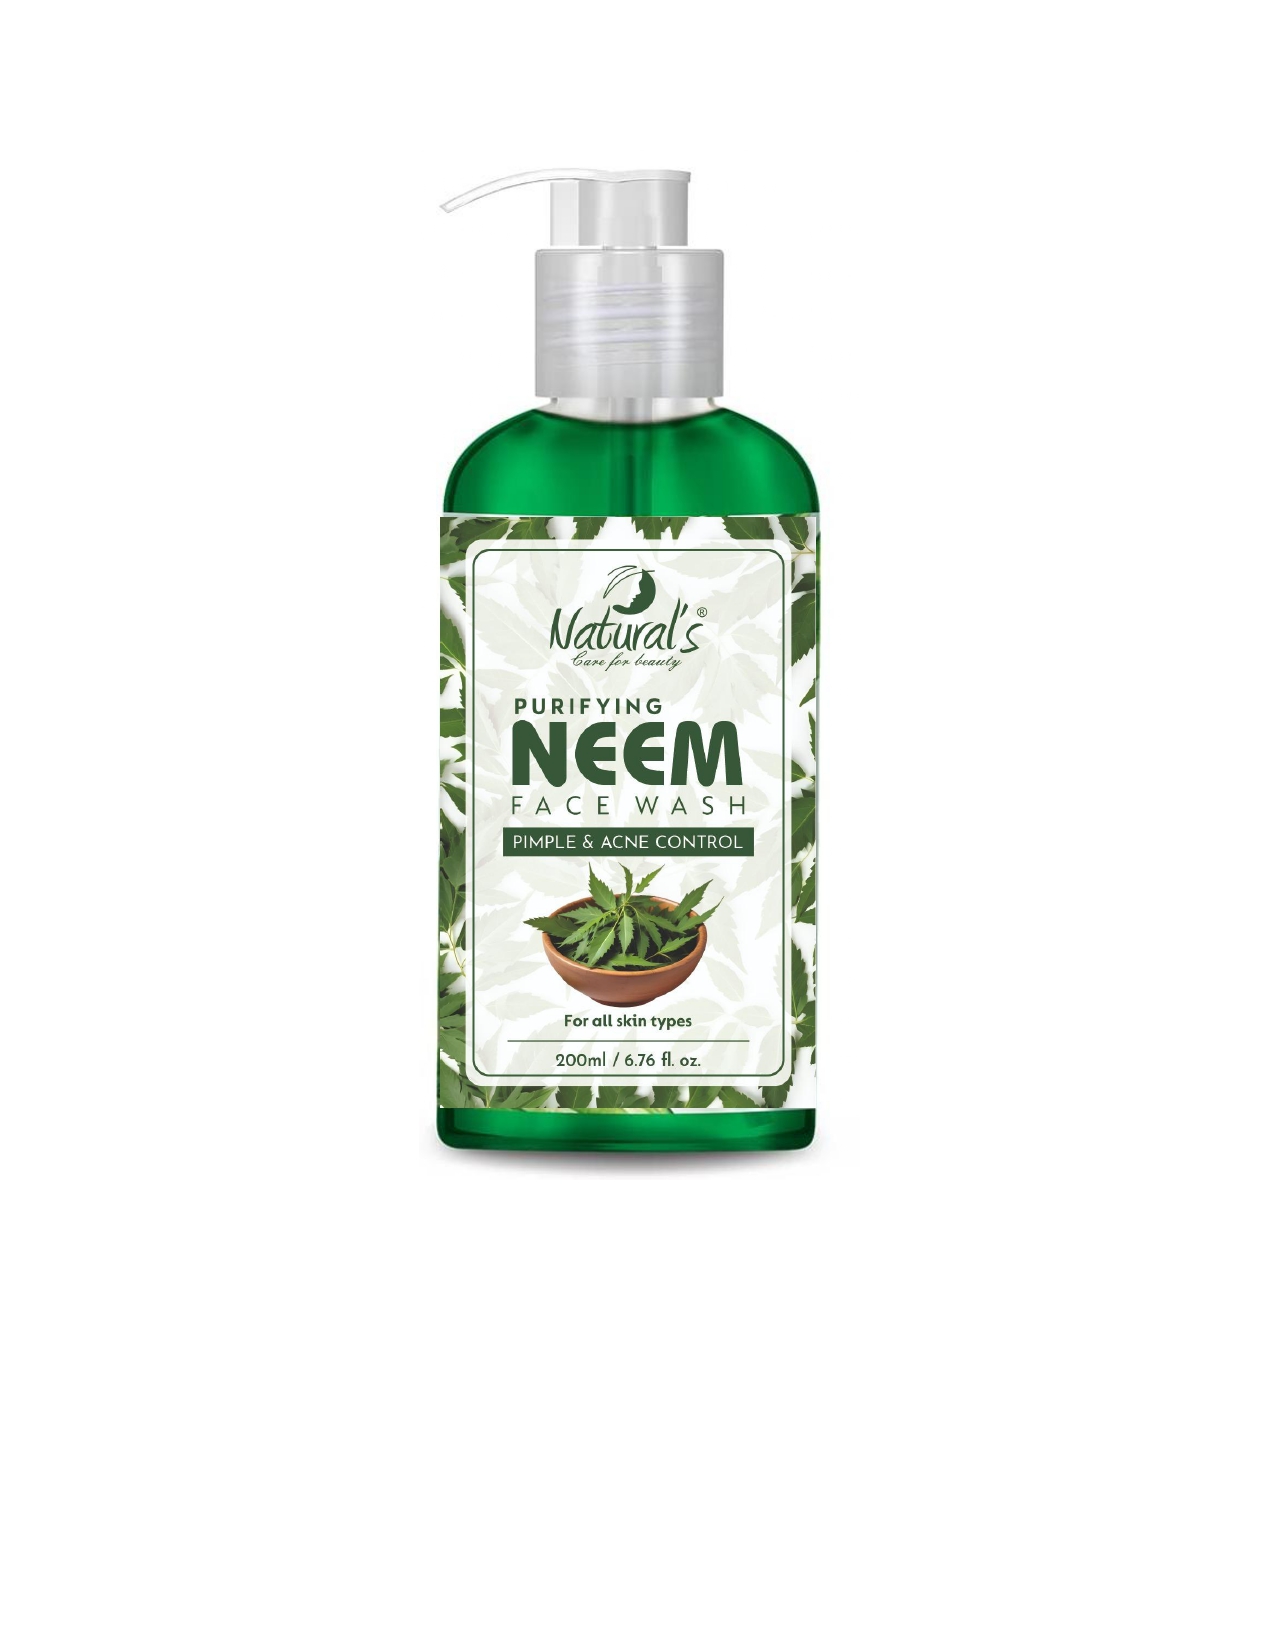 Natural's®
Care for beauty
PURIFYING
NEEM
FACE WASH
PIMPLE & ACNE CONTROL
For all skin types
200ml / 6.76 fl. oz.